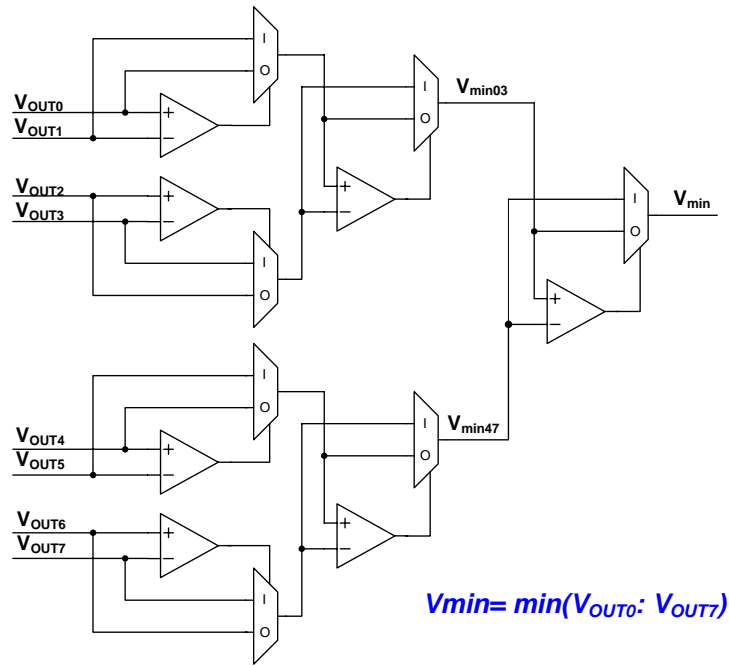 I
O
VOUT0
VOUT1
+
−
I
O
Vmin03
+
−
VOUT2
VOUT3
+
−
I
O
I
O
Vmin
+
−
I
O
VOUT4
VOUT5
+
−
I
O
Vmin47
+
−
VOUT6
VOUT7
+
−
I
O
Vmin= min(VOUT0: VOUT7)